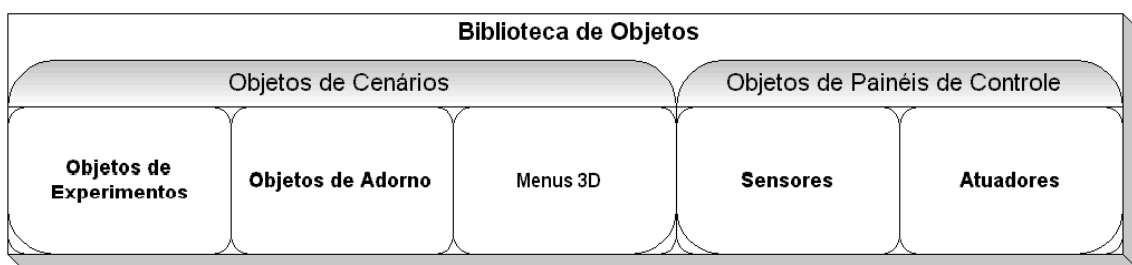 Biblioteca de Objetos
Objetos de Cenários
Objetos de Painéis de Controle
Objetos de
Experimentos
Objetos de Adorno
Menus 3D
Sensores
Atuadores